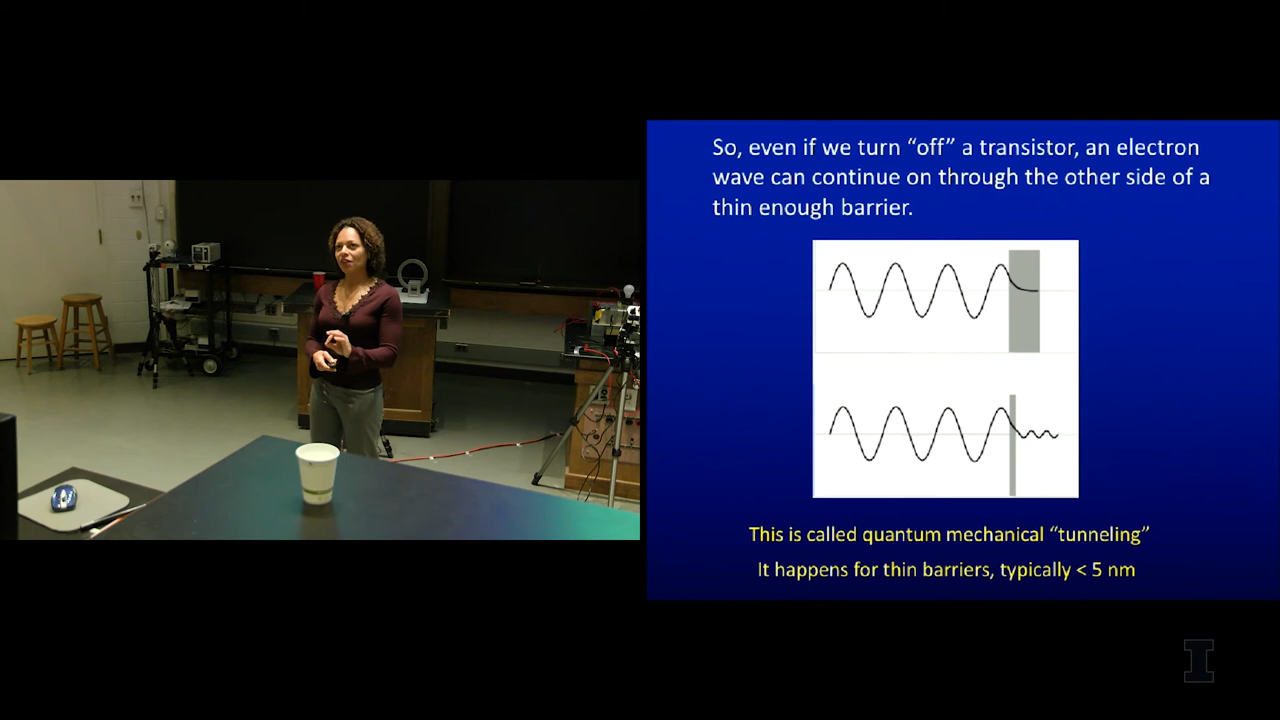 So, even if we turn “off” a transistor, an electron
wave can continue on through the other side of a
thin enough barrier.
This is called quantum mechanical “tunneling”
It happens for thin barriers, typically < 5 nm
I